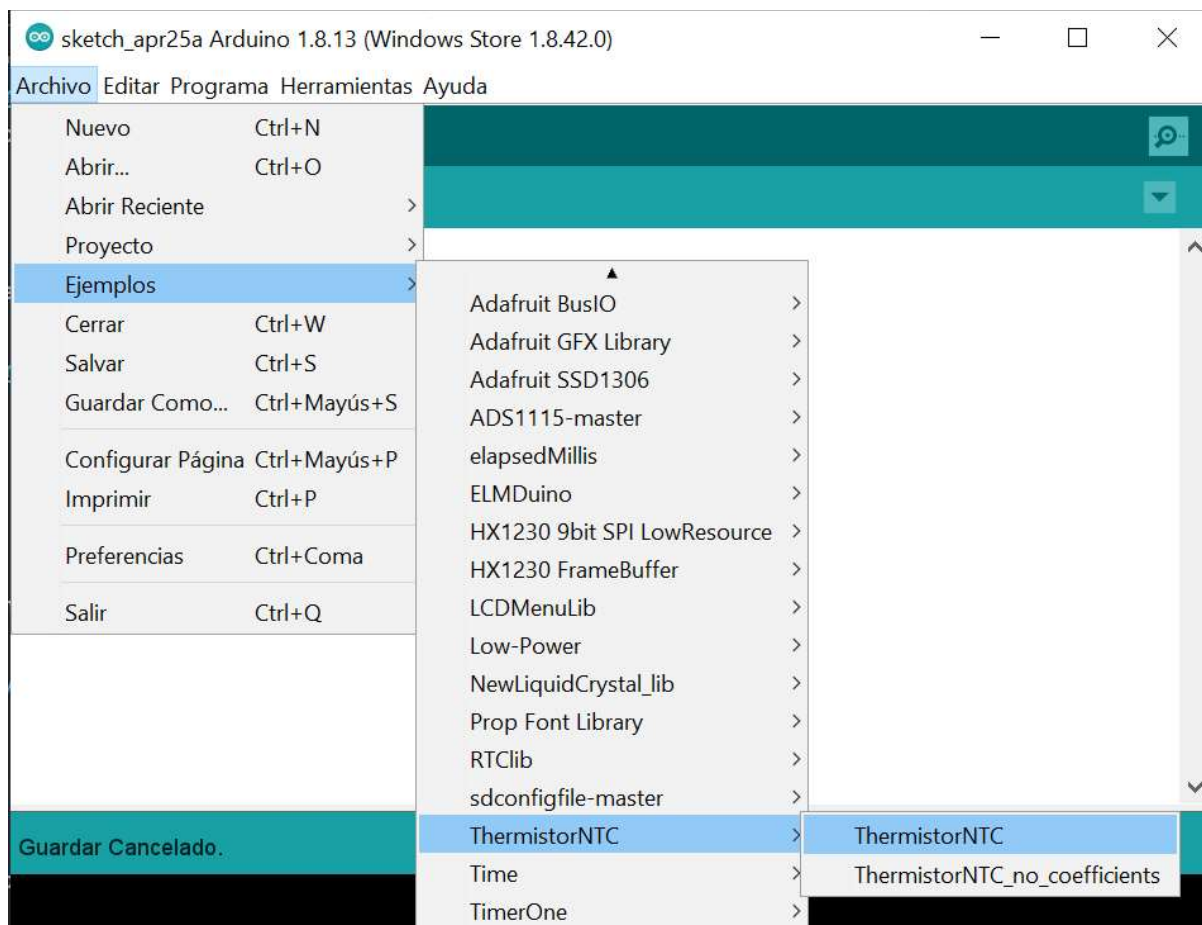 sketch_apr25a Arduino 1.8.13 (Windows Store 1.8.42.0)
Archivo Editar Programa Herramientas Ayuda
Nuevo Ctrl+N
Abrir... Ctrl+O
Abrir Reciente
Proyecto
Ejemplos
Cerrar Ctrl+W
Salvar Ctrl+S
Guardar Como... Ctrl+Mayús+S
Configurar Página Ctrl+Mayús+P
Imprimir Ctrl+P
Preferencias Ctrl+Coma
Salir Ctrl+Q
Adafruit BusIO
Adafruit GFX Library
Adafruit SSD1306
ADS1115-master
elapsedMillis
ELMDuino
HX1230 9bit SPI LowResource
HX1230 FrameBuffer
LCDMenuLib
Low-Power
NewLiquidCrystal_lib
Prop Font Library
RTClib
sdconfigfile-master
ThermistorNTC
Time
TimerOne
ThermistorNTC
ThermistorNTC_no_coefficients
Guardar Cancelado.